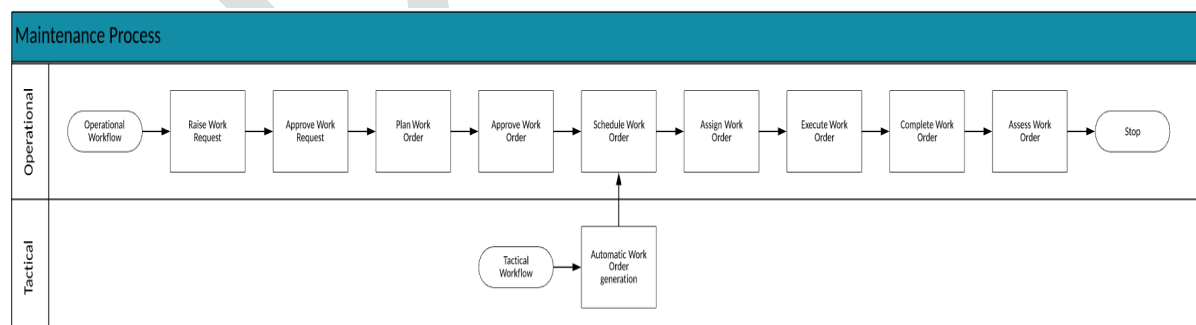 Maintenance Process
Operational
Operational
Workflow
Raise Work
Request
Approve Work
Request
Plan Work
Order
Approve Work
Order
Schedule Work
Order
Assign Work
Order
Execute Work
Order
Complete Work
Order
Assess Work
Order
Stop
Tactical
Tactical
Workflow
Automatic Work
Order
generation